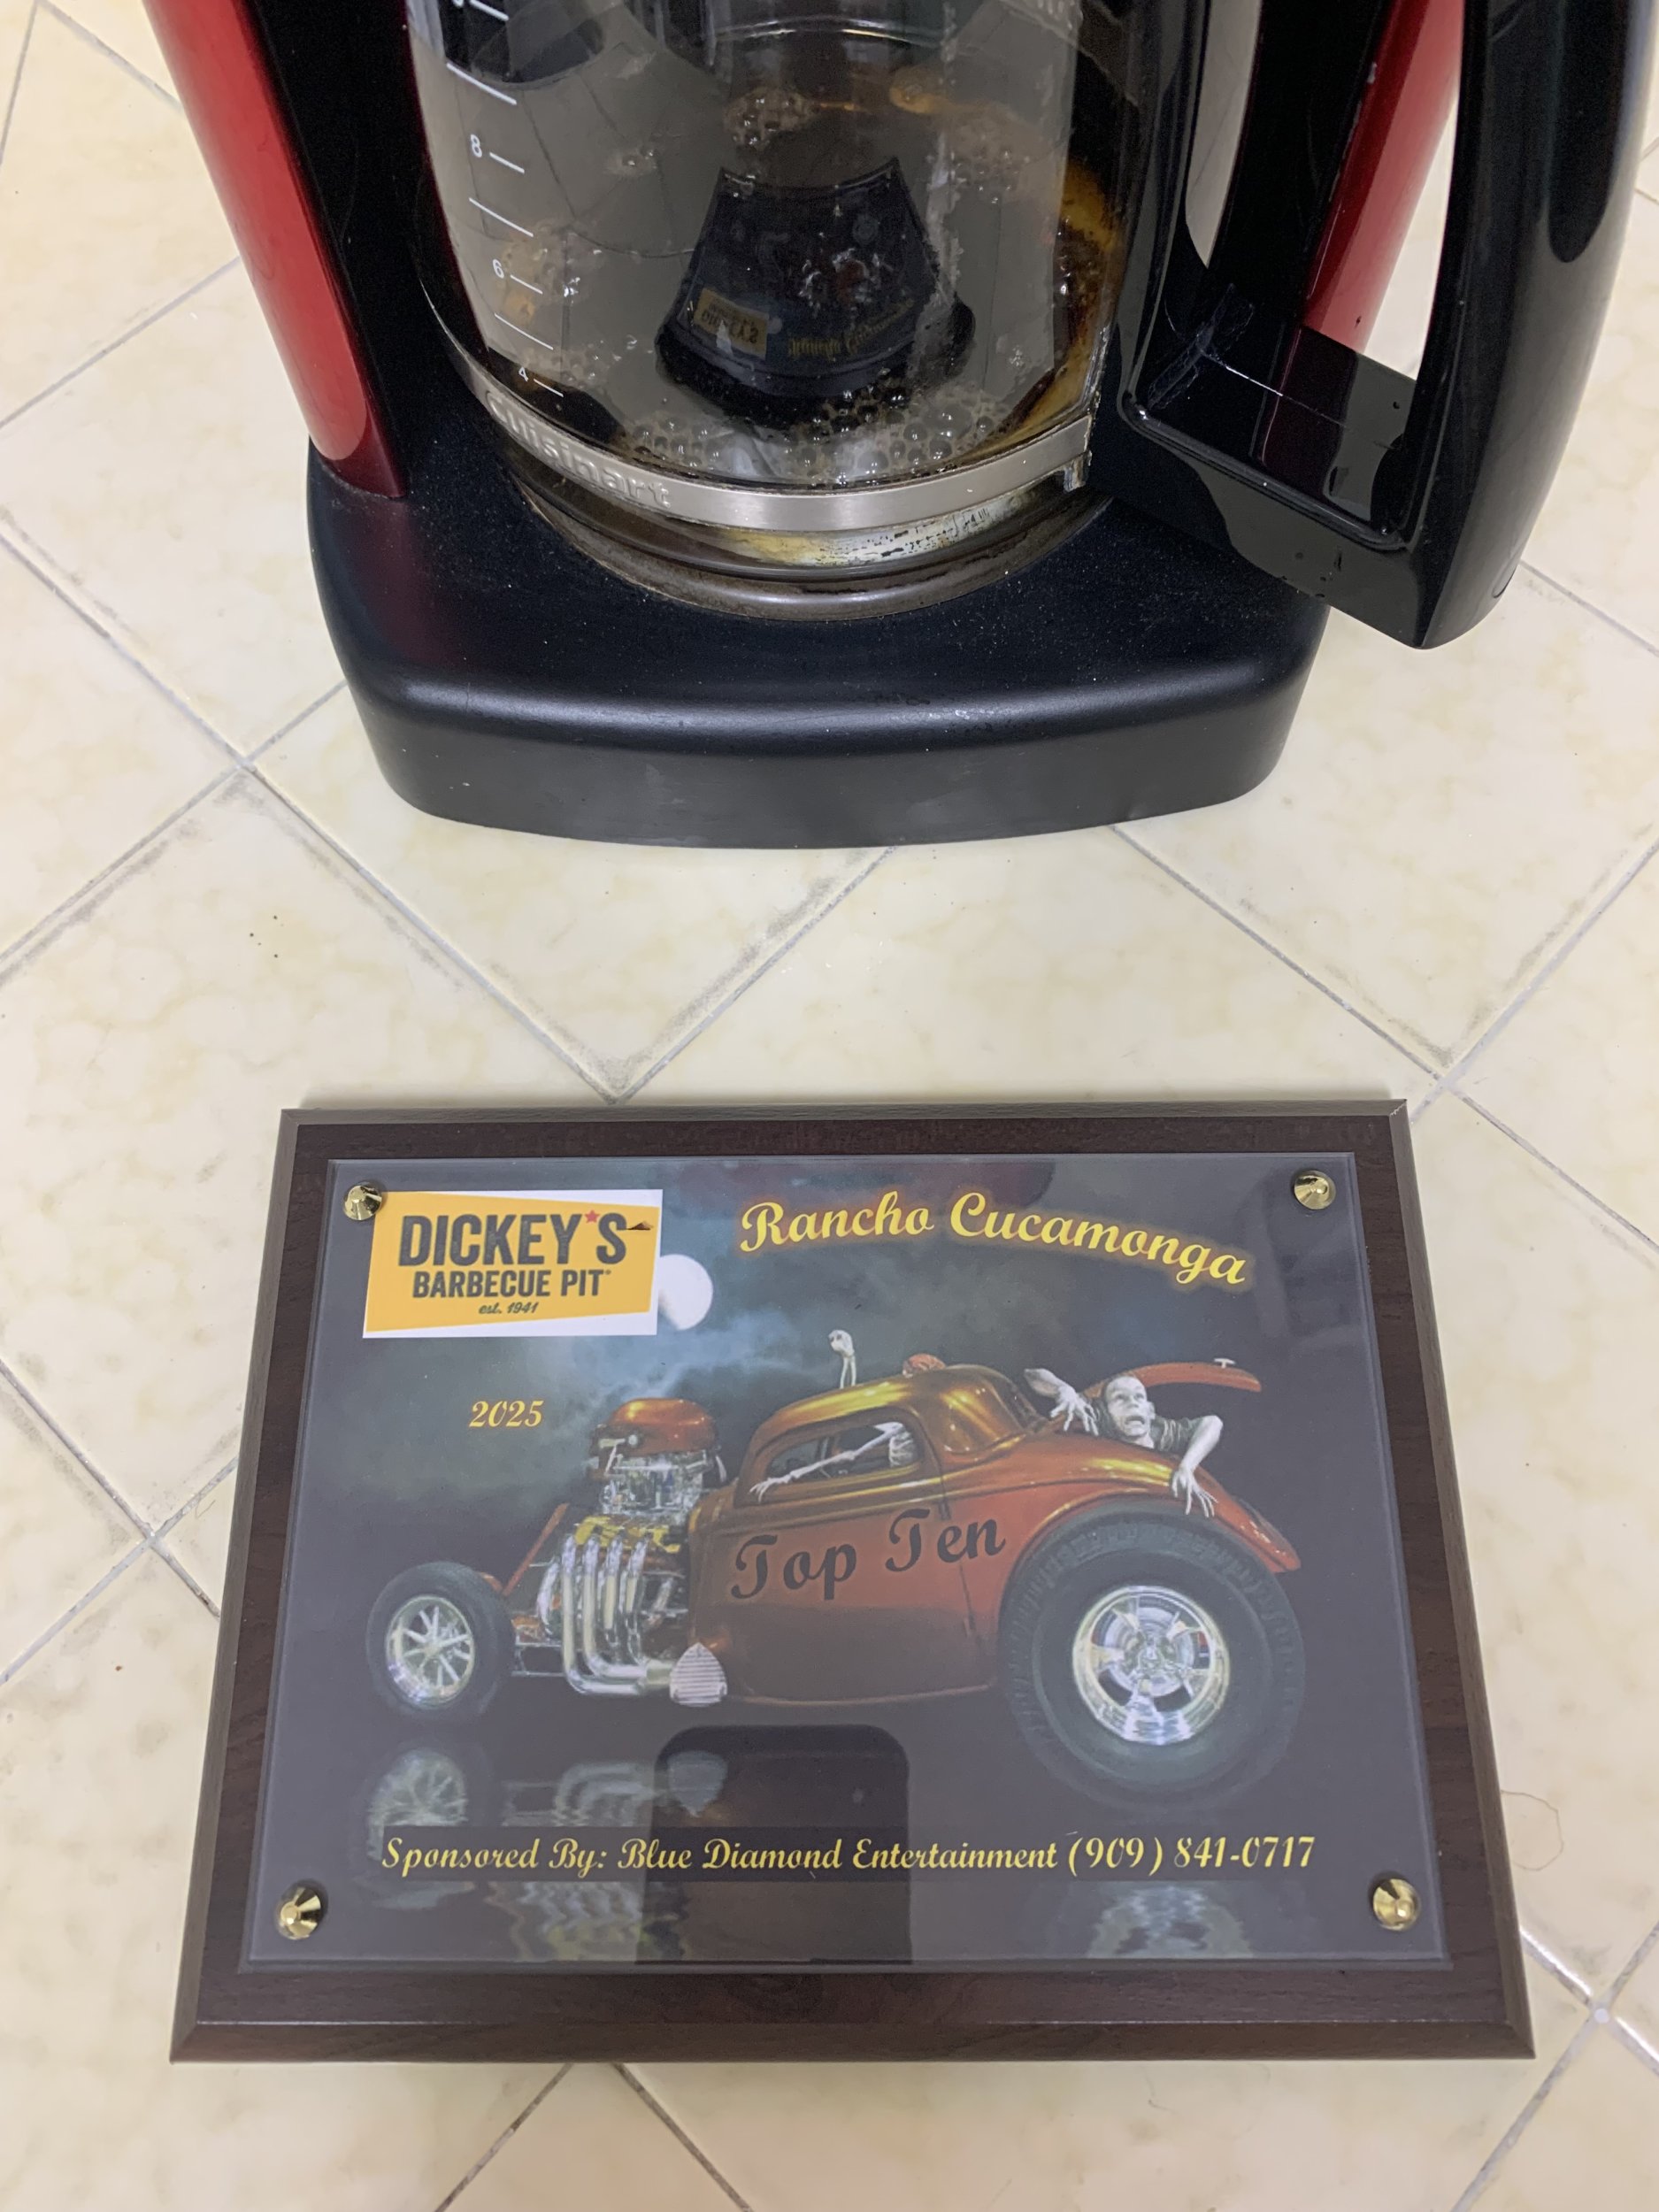 8
6
4
Cuisinart
DICKEY'S
BARBECUE PIT®
est. 1941
Rancho Cucamonga
2025
Top Ten
Sponsored By: Blue Diamond Entertainment (909) 841-0717